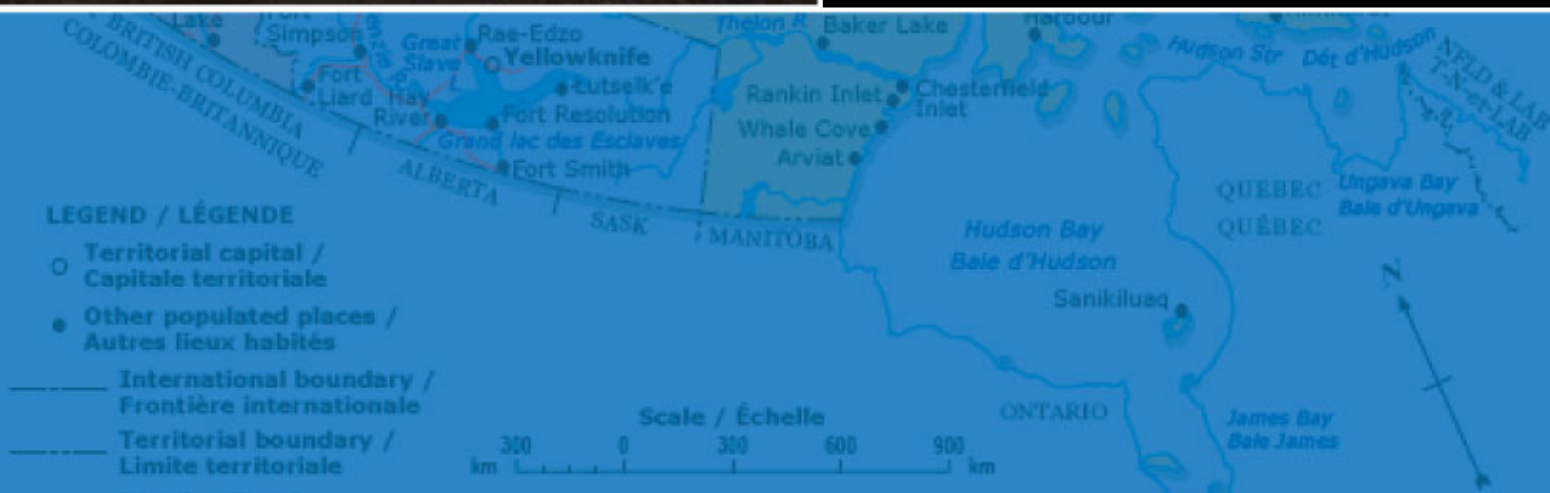 Lake
Fort
Simpson
Great
Slave
L
Rae-Edzo
Yellowknife
Lutselk'e
Fort
Liard
Hay
River
Fort Resolution
Grand lac des Esclaves
Fort Smith
Thelon R.
Baker Lake
Harbour
Rankin Inlet
Chesterfield
Inlet
Whale Cove
Arviat
Hudson Str
Dét d'Hudson
NFLD & LAB
T-N-et-LAB
BRITISH COLUMBIA
COLOMBIE-BRITANNIQUE
ALBERTA
SASK
MANITOBA
QUEBEC
QUÉBEC
Ungava Bay
Baie d'Ungava
Hudson Bay
Baie d'Hudson
Sanikiluaq
N
LEGEND / LÉGENDE
Territorial capital /
Capitale territoriale
Other populated places /
Autres lieux habités
International boundary /
Frontière internationale
Territorial boundary /
Limite territoriale
Scale / Échelle
300 0 300 600 900
km km
ONTARIO
James Bay
Baie James